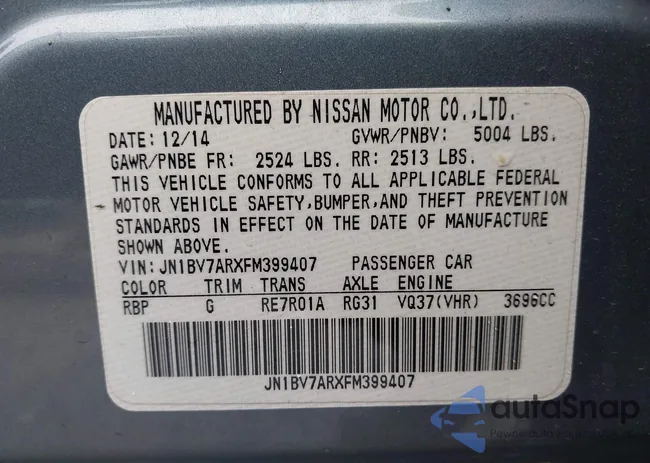 MANUFACTURED BY NISSAN MOTOR CO.,LTD.
DATE: 12/14 GVWR/PNBV: 5004 LBS.
GAWR/PNBE FR: 2524 LBS. RR: 2513 LBS.
THIS VEHICLE CONFORMS TO ALL APPLICABLE FEDERAL
MOTOR VEHICLE SAFETY,BUMPER,AND THEFT PREVENTION
STANDARDS IN EFFECT ON THE DATE OF MANUFACTURE
SHOWN ABOVE.
VIN: JN1BV7ARXFM399407 PASSENGER CAR
COLOR TRIM TRANS AXLE ENGINE
RBP G RE7R01A RG31 VQ37(VHR) 3696CC
JN1BV7ARXFM399407
autoSnap